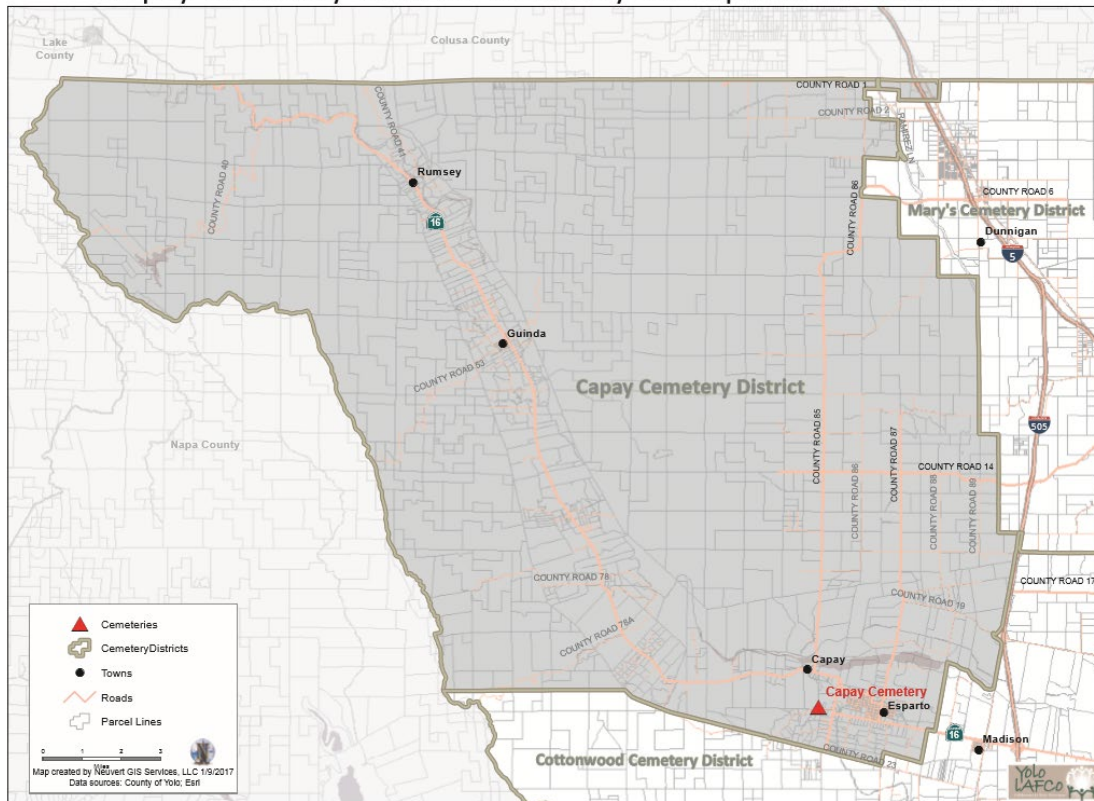 Lake
County
Colusa County
COUNTY ROAD 1
COUNTY ROAD 2
COUNTY ROAD 41
COUNTY ROAD 40
Rumsey
16
COUNTY ROAD 86
COUNTY ROAD 6
Mary's Cemetery District
Dunnigan
5
Guinda
COUNTY ROAD 53
Capay Cemetery District
Napa County
505
COUNTY ROAD 85
COUNTY ROAD 87
COUNTY ROAD 14
COUNTY ROAD 86
COUNTY ROAD 88
COUNTY ROAD 89
COUNTY ROAD 78
COUNTY ROAD 17
COUNTY ROAD 19
COUNTY ROAD 76A
Capay
Capay Cemetery
Esparto
16
Madison
COUNTY ROAD 23
Cottonwood Cemetery District
Cemeteries
CemeteryDistricts
Towns
Roads
Parcel Lines
0 1 2 3
Miles
Map created by Neuvert GIS Services, LLC 1/9/2017
Data sources: County of Yolo; Esri
YOLO
LAFCO